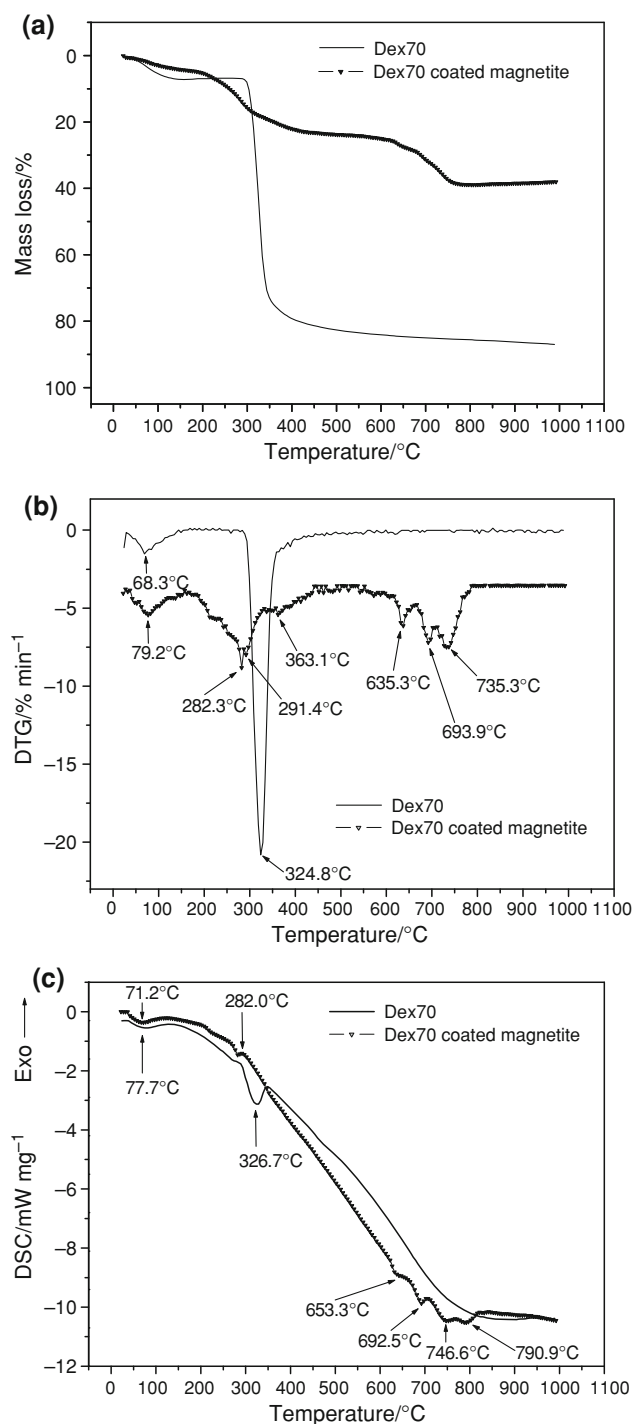 (a)
Dex70
Dex70 coated magnetite
0
20
40
60
80
100
Mass loss/%
0 100 200 300 400 500 600 700 800 900 1000 1100
Temperature/°C
(b)
0
−5
−10
−15
−20
DTG/% min–1
68.3°C
79.2°C
282.3°C
291.4°C
363.1°C
635.3°C
693.9°C
735.3°C
324.8°C
Dex70
Dex70 coated magnetite
0 100 200 300 400 500 600 700 800 900 1000 1100
Temperature/°C
(c)
Exo
DSC/mW mg–1
0
−2
−4
−6
−8
−10
−12
71.2°C
282.0°C
Dex70
Dex70 coated magnetite
77.7°C
326.7°C
653.3°C
692.5°C
746.6°C
790.9°C
0 100 200 300 400 500 600 700 800 900 1000 1100
Temperature/°C